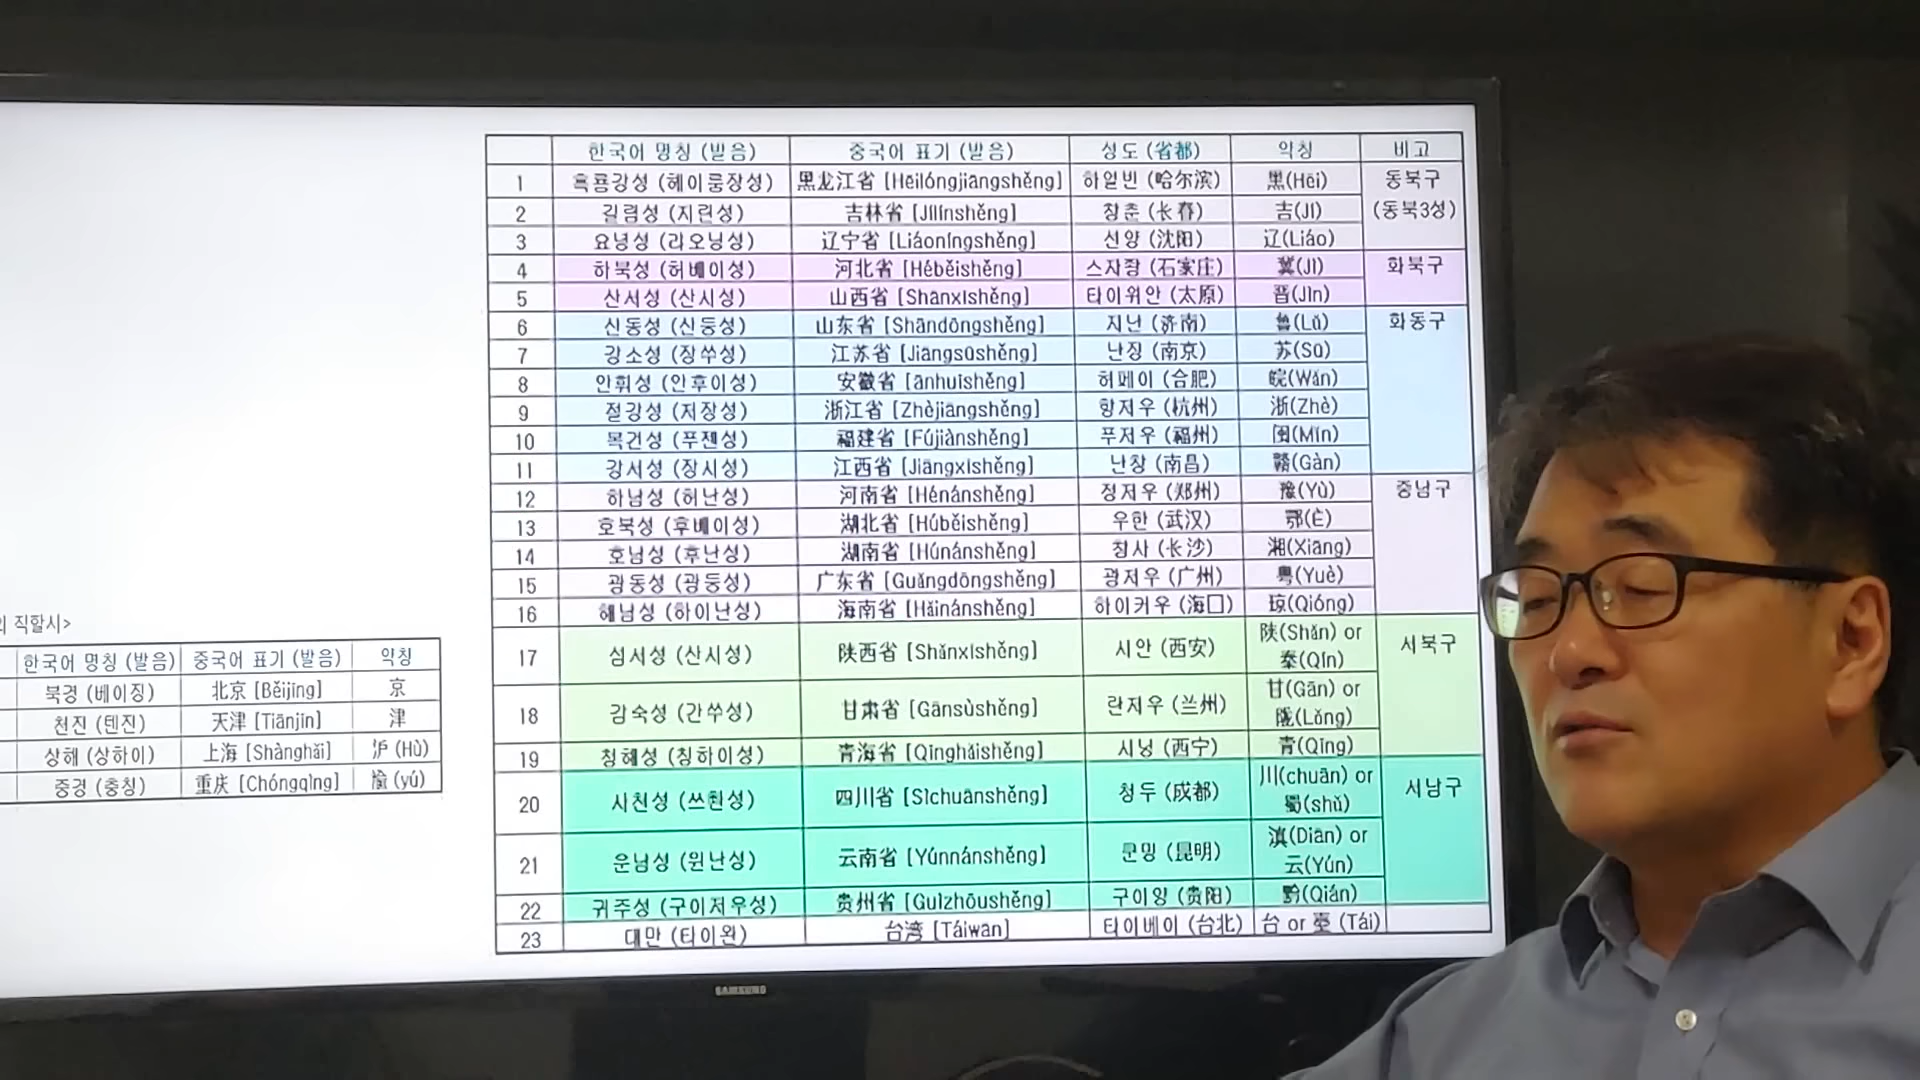 한국어 명칭 (발음) 중국어 표기 (발음) 성도 (省都) 약칭 비고
1 흑룡강성 (헤이룽장성) 黑龙江省 [Hēilóngjiāngshěng] 하얼빈 (哈尔滨) 黑(Hēi) 동북구
2 길림성 (지린성) 吉林省 [Jílínshěng] 창춘 (长春) 吉(Jí) (동북3성)
3 요녕성 (랴오닝성) 辽宁省 [Liáoníngshěng] 선양 (沈阳) 辽(Liáo)
4 하북성 (허베이성) 河北省 [Héběishěng] 스자좡 (石家庄) 冀(Jì) 화북구
5 산서성 (산시성) 山西省 [Shānxīshěng] 타이위안 (太原) 晋(Jìn)
6 산동성 (산둥성) 山东省 [Shāndōngshěng] 지난 (济南) 鲁(Lǔ) 화동구
7 강소성 (장쑤성) 江苏省 [Jiāngsūshěng] 난징 (南京) 苏(Sū)
8 안휘성 (안후이성) 安徽省 [ānhuīshěng] 허페이 (合肥) 皖(Wǎn)
9 절강성 (저장성) 浙江省 [Zhèjiāngshěng] 항저우 (杭州) 浙(Zhè)
10 복건성 (푸젠성) 福建省 [Fújiànshěng] 푸저우 (福州) 闽(Mǐn)
11 강서성 (장시성) 江西省 [Jiāngxīshěng] 난창 (南昌) 赣(Gàn)
12 하남성 (허난성) 河南省 [Hénánshěng] 정저우 (郑州) 豫(Yù) 중남구
13 호북성 (후베이성) 湖北省 [Húběishěng] 우한 (武汉) 鄂(È)
14 호남성 (후난성) 湖南省 [Húnánshěng] 창사 (长沙) 湘(Xiāng)
15 광동성 (광둥성) 广东省 [Guǎngdōngshěng] 광저우 (广州) 粤(Yuè)
16 해남성 (하이난성) 海南省 [Hǎinánshěng] 하이커우 (海口) 琼(Qióng)
17 섬서성 (산시성) 陕西省 [Shǎnxīshěng] 시안 (西安) 陕(Shǎn) or 秦(Qín) 서북구
18 감숙성 (간쑤성) 甘肃省 [Gānsùshěng] 란저우 (兰州) 甘(Gān) or 陇(Lǒng)
19 청해성 (칭하이성) 青海省 [Qīnghǎishěng] 시닝 (西宁) 青(Qīng)
20 사천성 (쓰촨성) 四川省 [Sìchuānshěng] 청두 (成都) 川(chuān) or 蜀(shǔ) 서남구
21 운남성 (윈난성) 云南省 [Yúnnánshěng] 쿤밍 (昆明) 滇(Diān) or 云(Yún)
22 귀주성 (구이저우성) 贵州省 [Guìzhōushěng] 구이양 (贵阳) 黔(Qián)
23 대만 (타이완) 台湾 [Táiwan] 타이베이 (台北) 台 or 臺 (Tái)
의 직할시>
한국어 명칭 (발음) 중국어 표기 (발음) 약칭
북경 (베이징) 北京 [Běijīng] 京
천진 (톈진) 天津 [Tiānjīn] 津
상해 (상하이) 上海 [Shànghǎi] 沪 (Hù)
중경 (충칭) 重庆 [Chóngqìng] 渝 (yú)
SAMSUNG